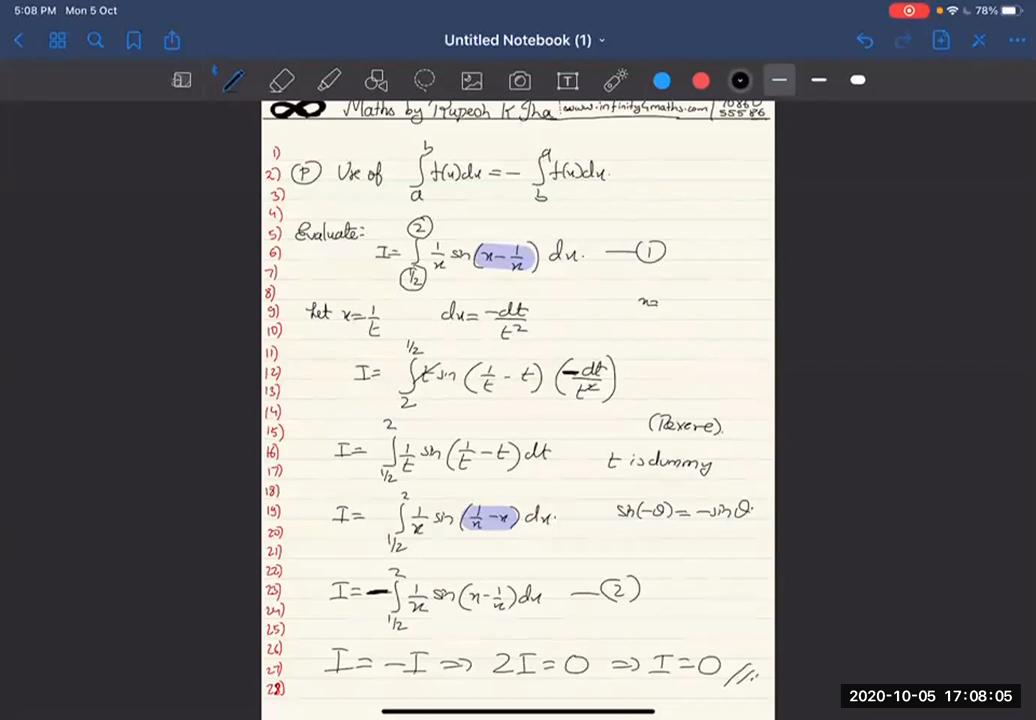 5:08 PM Mon 5 Oct 78%
Untitled Notebook (1)
T
∞ Maths by Rupesh K Jha www.infinity4maths.com 70860 55586
1)
2) (P) Use of ∫_a^b f(x)dx = - ∫_b^a f(x)dx.
3)
4)
5) Evaluate:
6) I = ∫_{1/2}^{2} 1/x sin(x - 1/x) dx. —(1)
7)
8) x=
9) Let x = 1/t dx = -dt/t²
10)
11)
12) I = ∫_2^{1/2} t sin (1/t - t) (-dt/t²)
13)
14)
15) (Revere).
16) I = ∫_{1/2}^{2} 1/t sin(1/t - t) dt
17) t is dummy
18)
19) I = ∫_{1/2}^{2} 1/x sin(1/x - x) dx. sin(-θ) = -sinθ.
20)
21)
22)
23) I = - ∫_{1/2}^{2} 1/x sin(x - 1/x) dx —(2)
24)
25)
26)
27) I = -I ⇒ 2I = 0 ⇒ I = 0 //.
28)
2020-10-05 17:08:05